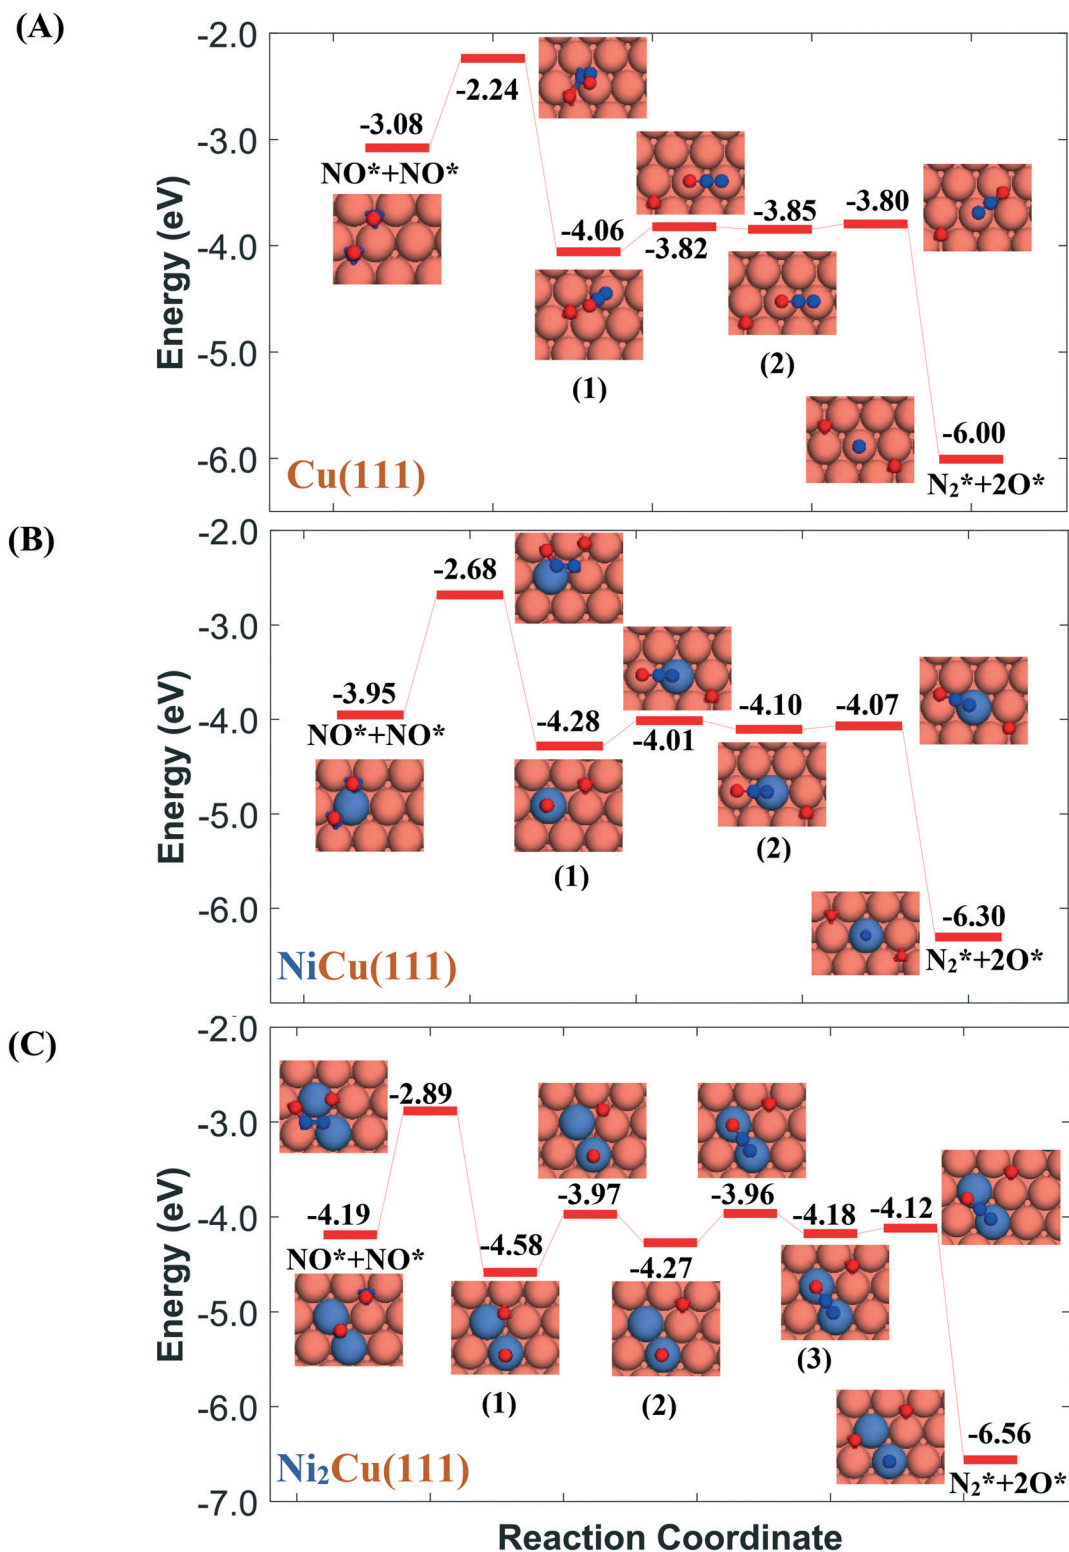 (A)
-2.0
-3.0
-4.0
-5.0
-6.0
Energy (eV)
-3.08
NO*+NO*
-2.24
-4.06
(1)
-3.82
-3.85
(2)
-3.80
-6.00
N₂*+2O*
Cu(111)
(B)
-2.0
-3.0
-4.0
-5.0
-6.0
Energy (eV)
-3.95
NO*+NO*
-2.68
-4.28
(1)
-4.01
-4.10
(2)
-4.07
-6.30
N₂*+2O*
NiCu(111)
(C)
-2.0
-3.0
-4.0
-5.0
-6.0
-7.0
Energy (eV)
-4.19
NO*+NO*
-2.89
-4.58
(1)
-3.97
-4.27
(2)
-3.96
-4.18
(3)
-4.12
-6.56
N₂*+2O*
Ni₂Cu(111)
Reaction Coordinate